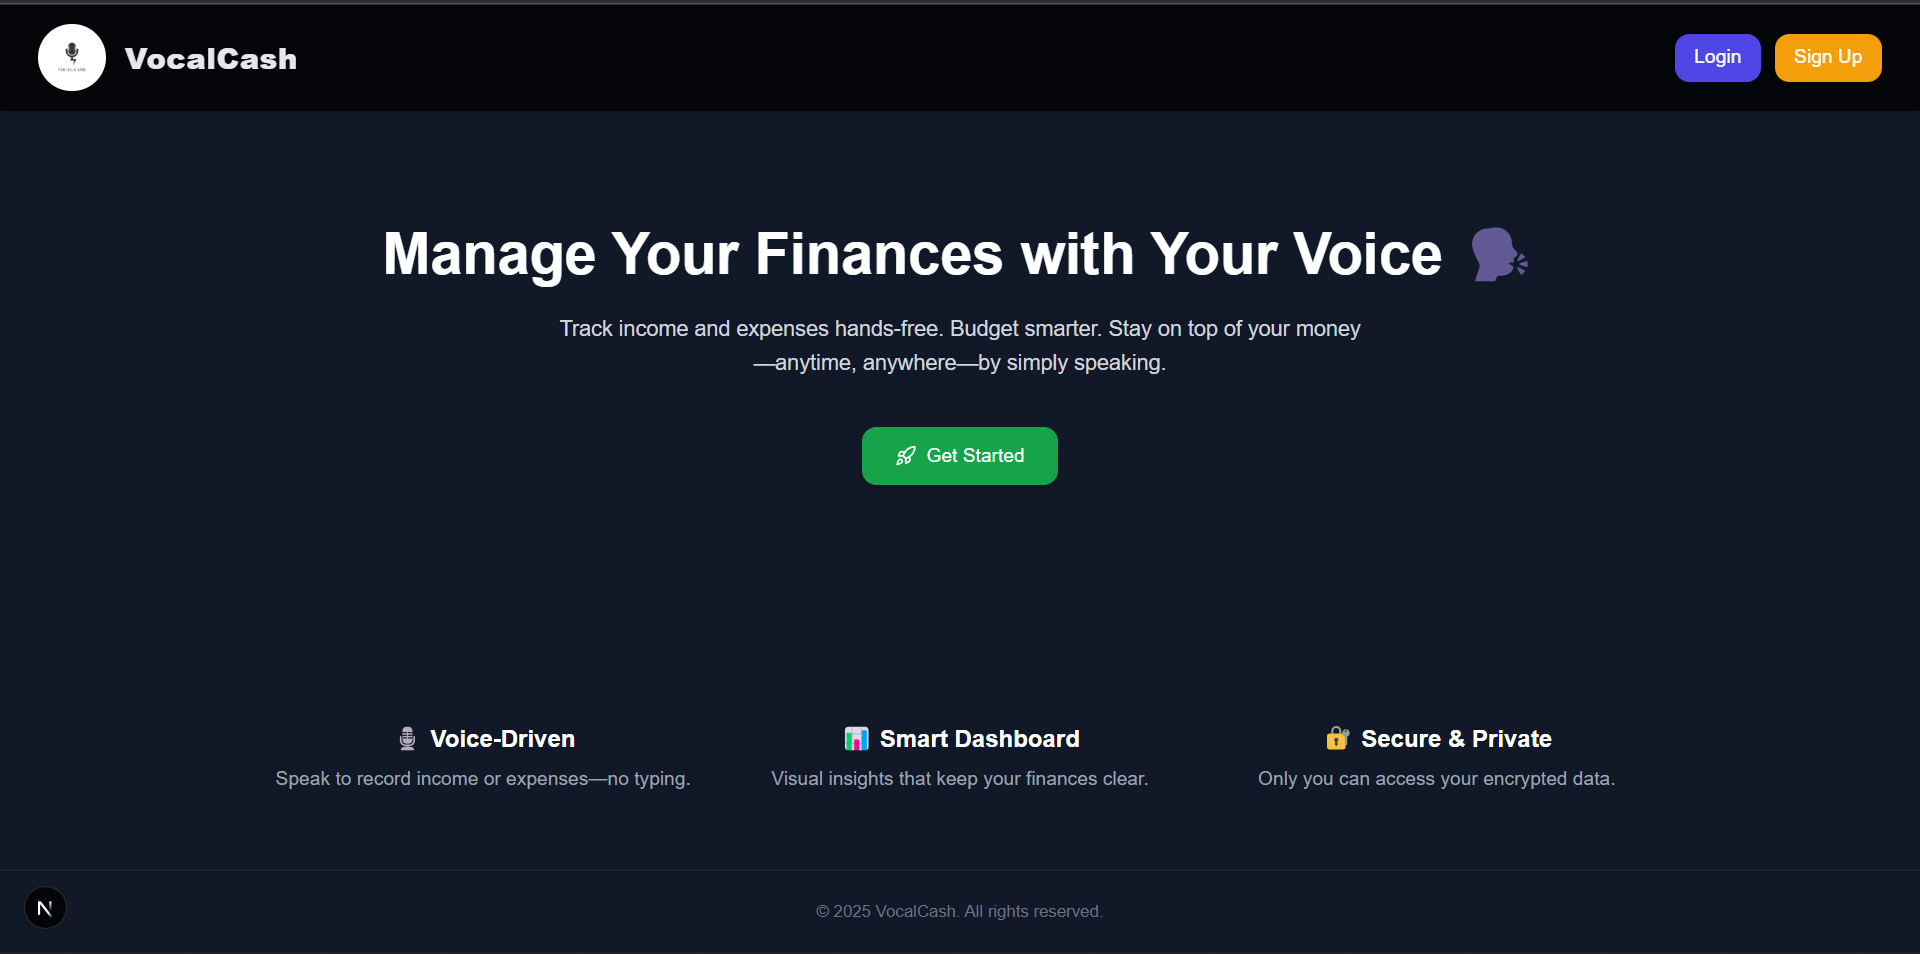 VOCAL-CASH
VocalCash
Login
Sign Up
Manage Your Finances with Your Voice
Track income and expenses hands-free. Budget smarter. Stay on top of your money
—anytime, anywhere—by simply speaking.
Get Started
Voice-Driven
Speak to record income or expenses—no typing.
Smart Dashboard
Visual insights that keep your finances clear.
Secure & Private
Only you can access your encrypted data.
N
© 2025 VocalCash. All rights reserved.